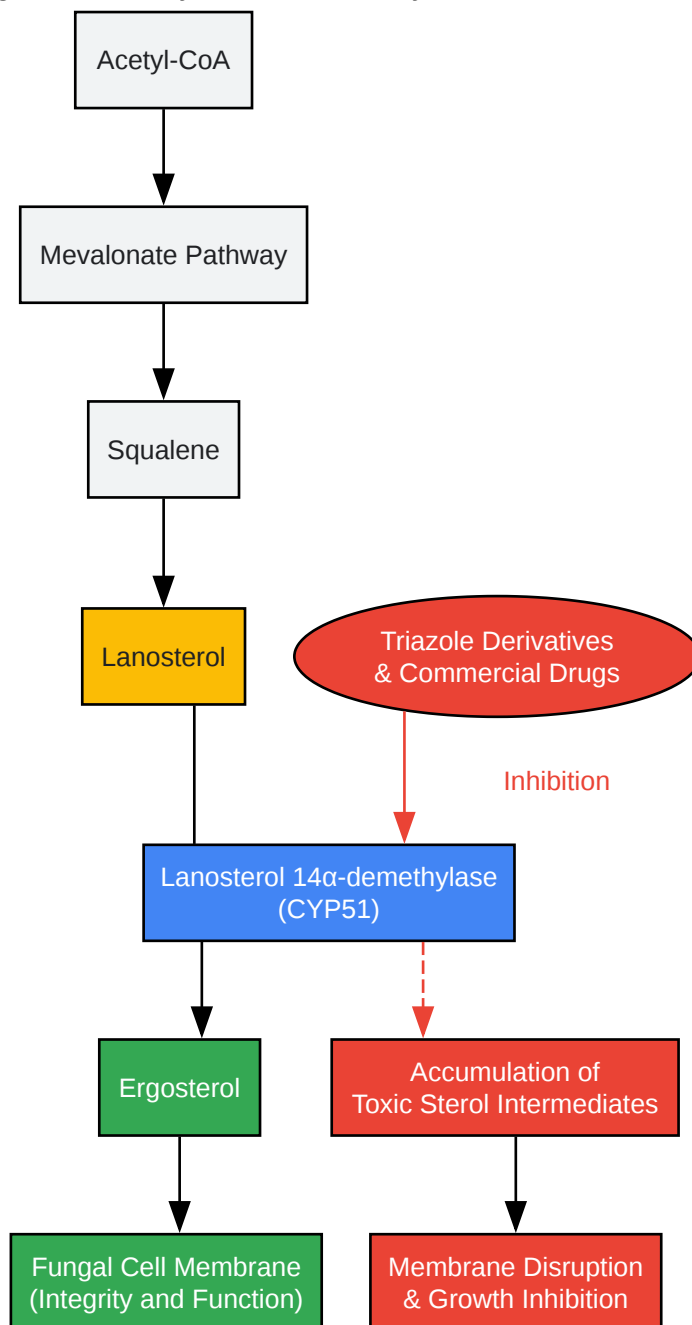 Acetyl-CoA
Mevalonate Pathway
Squalene
Lanosterol
Triazole Derivatives
& Commercial Drugs
Inhibition
Lanosterol 14α-demethylase
(CYP51)
Ergosterol
Accumulation of
Toxic Sterol Intermediates
Fungal Cell Membrane
(Integrity and Function)
Membrane Disruption
& Growth Inhibition